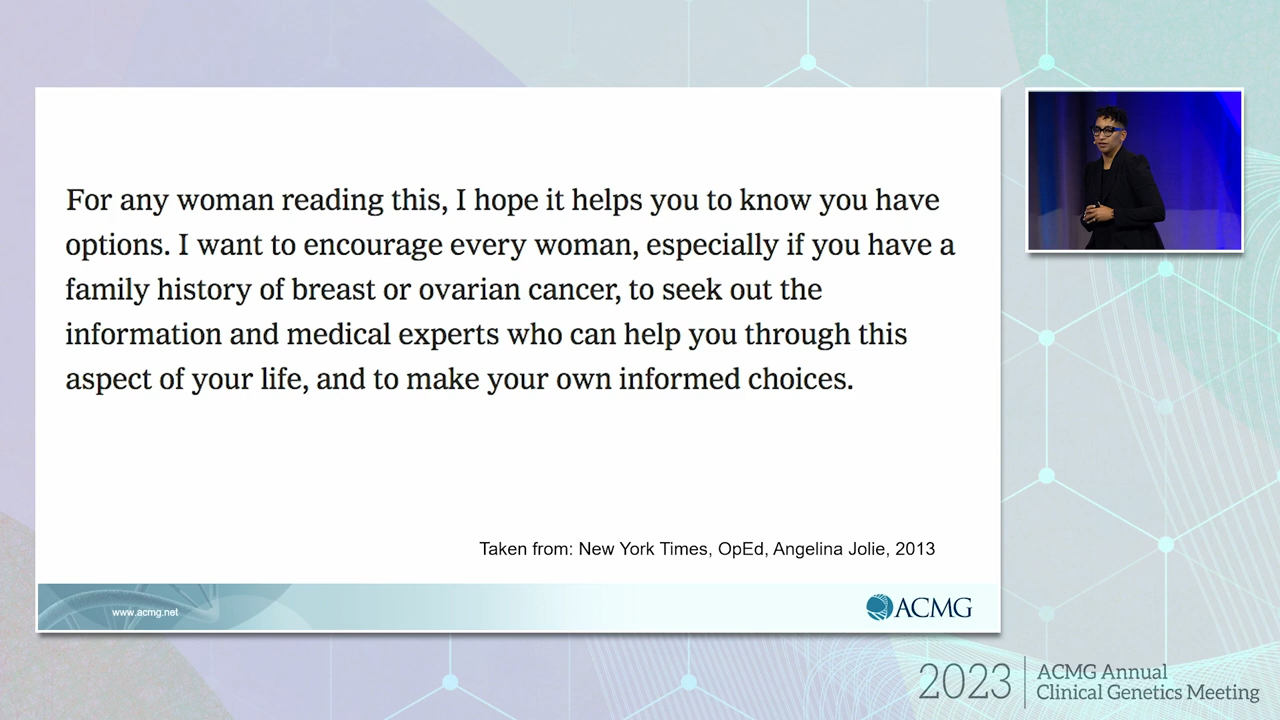 For any woman reading this, I hope it helps you to know you have
options. I want to encourage every woman, especially if you have a
family history of breast or ovarian cancer, to seek out the
information and medical experts who can help you through this
aspect of your life, and to make your own informed choices.
Taken from: New York Times, OpEd, Angelina Jolie, 2013
www.acmg.net
ACMG
2023
ACMG Annual
Clinical Genetics Meeting